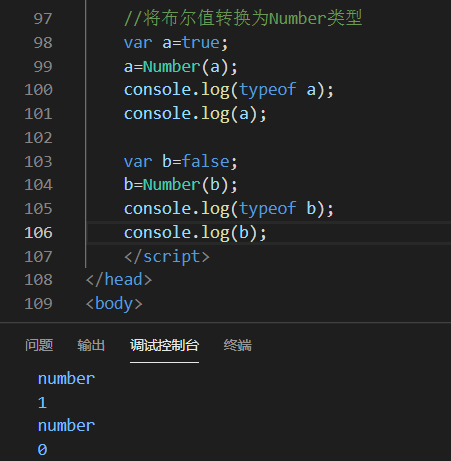 97 //将布尔值转换为Number类型
98 var a=true;
99 a=Number(a);
100 console.log(typeof a);
101 console.log(a);
102
103 var b=false;
104 b=Number(b);
105 console.log(typeof b);
106 console.log(b);
107 </script>
108 </head>
109 <body>
问题 输出 调试控制台 终端
number
1
number
0